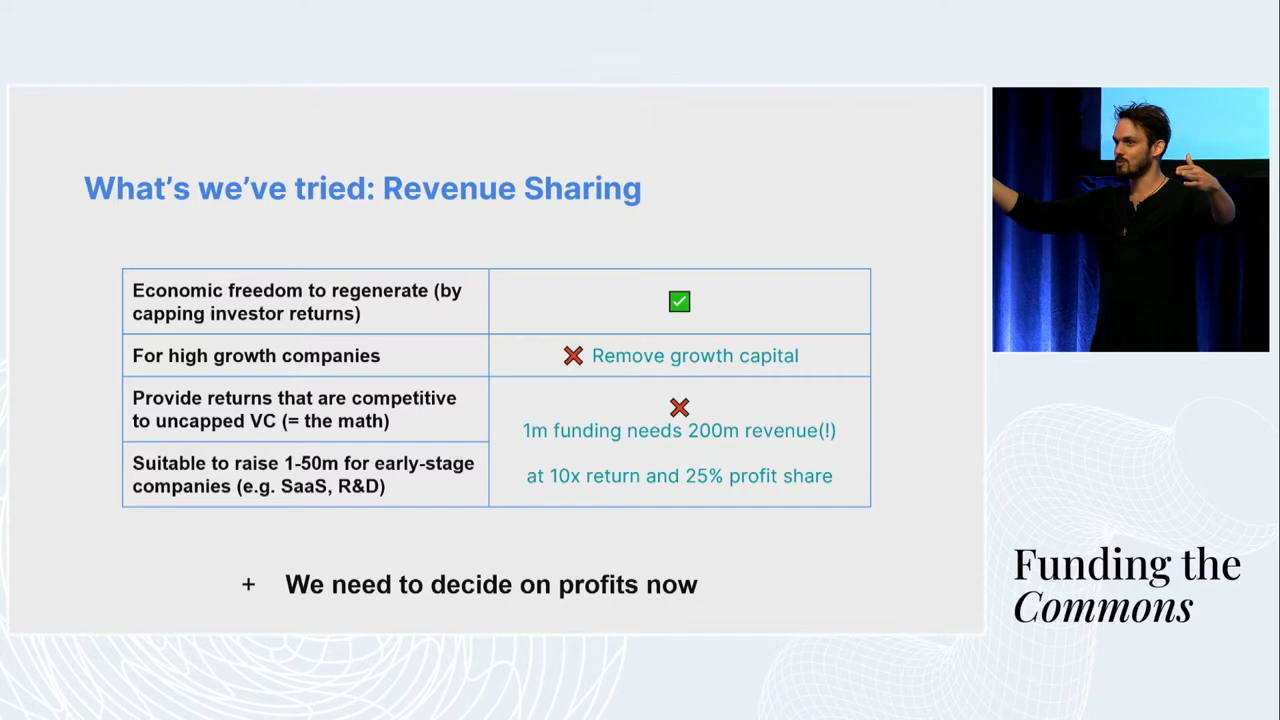 What's we've tried: Revenue Sharing
Economic freedom to regenerate (by
capping investor returns)
✅
For high growth companies
❌ Remove growth capital
Provide returns that are competitive
to uncapped VC (= the math)
❌
1m funding needs 200m revenue(!)
Suitable to raise 1-50m for early-stage
companies (e.g. SaaS, R&D)
at 10x return and 25% profit share
+ We need to decide on profits now
Funding the
Commons